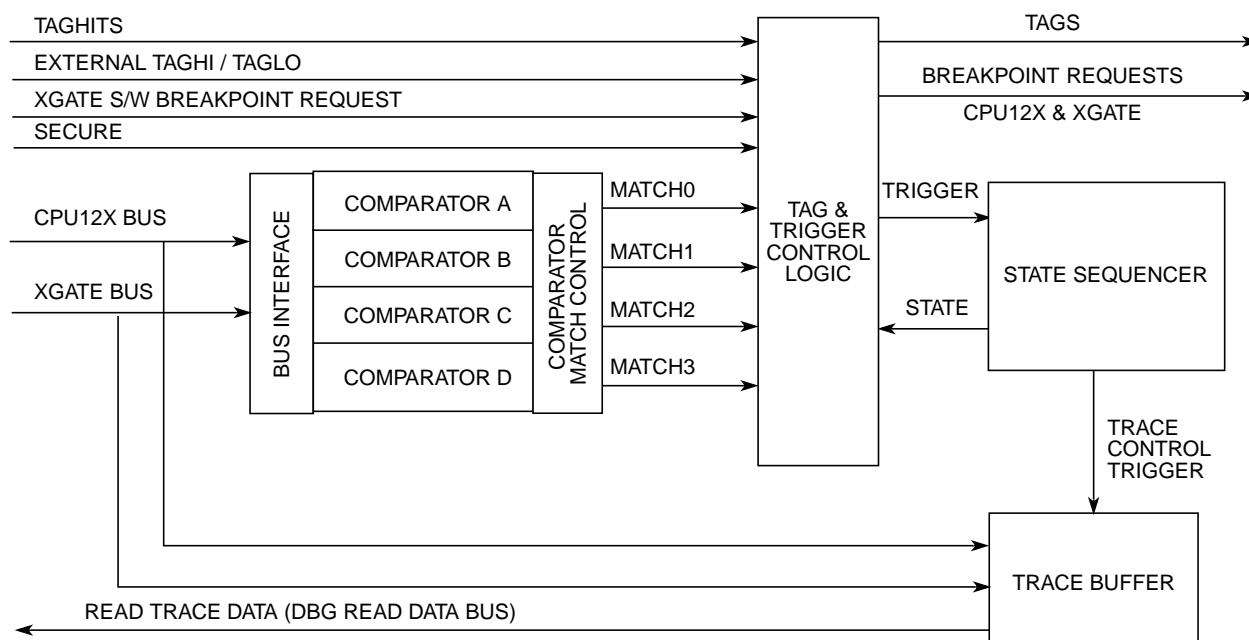 TAGHITS
EXTERNAL TAGHI / TAGLO
XGATE S/W BREAKPOINT REQUEST
SECURE
TAGS
BREAKPOINT REQUESTS
CPU12X & XGATE
CPU12X BUS
XGATE BUS
BUS INTERFACE
COMPARATOR A
COMPARATOR B
COMPARATOR C
COMPARATOR D
COMPARATOR
MATCH CONTROL
MATCH0
MATCH1
MATCH2
MATCH3
TAG &
TRIGGER
CONTROL
LOGIC
TRIGGER
STATE
STATE SEQUENCER
TRACE
CONTROL
TRIGGER
TRACE BUFFER
READ TRACE DATA (DBG READ DATA BUS)